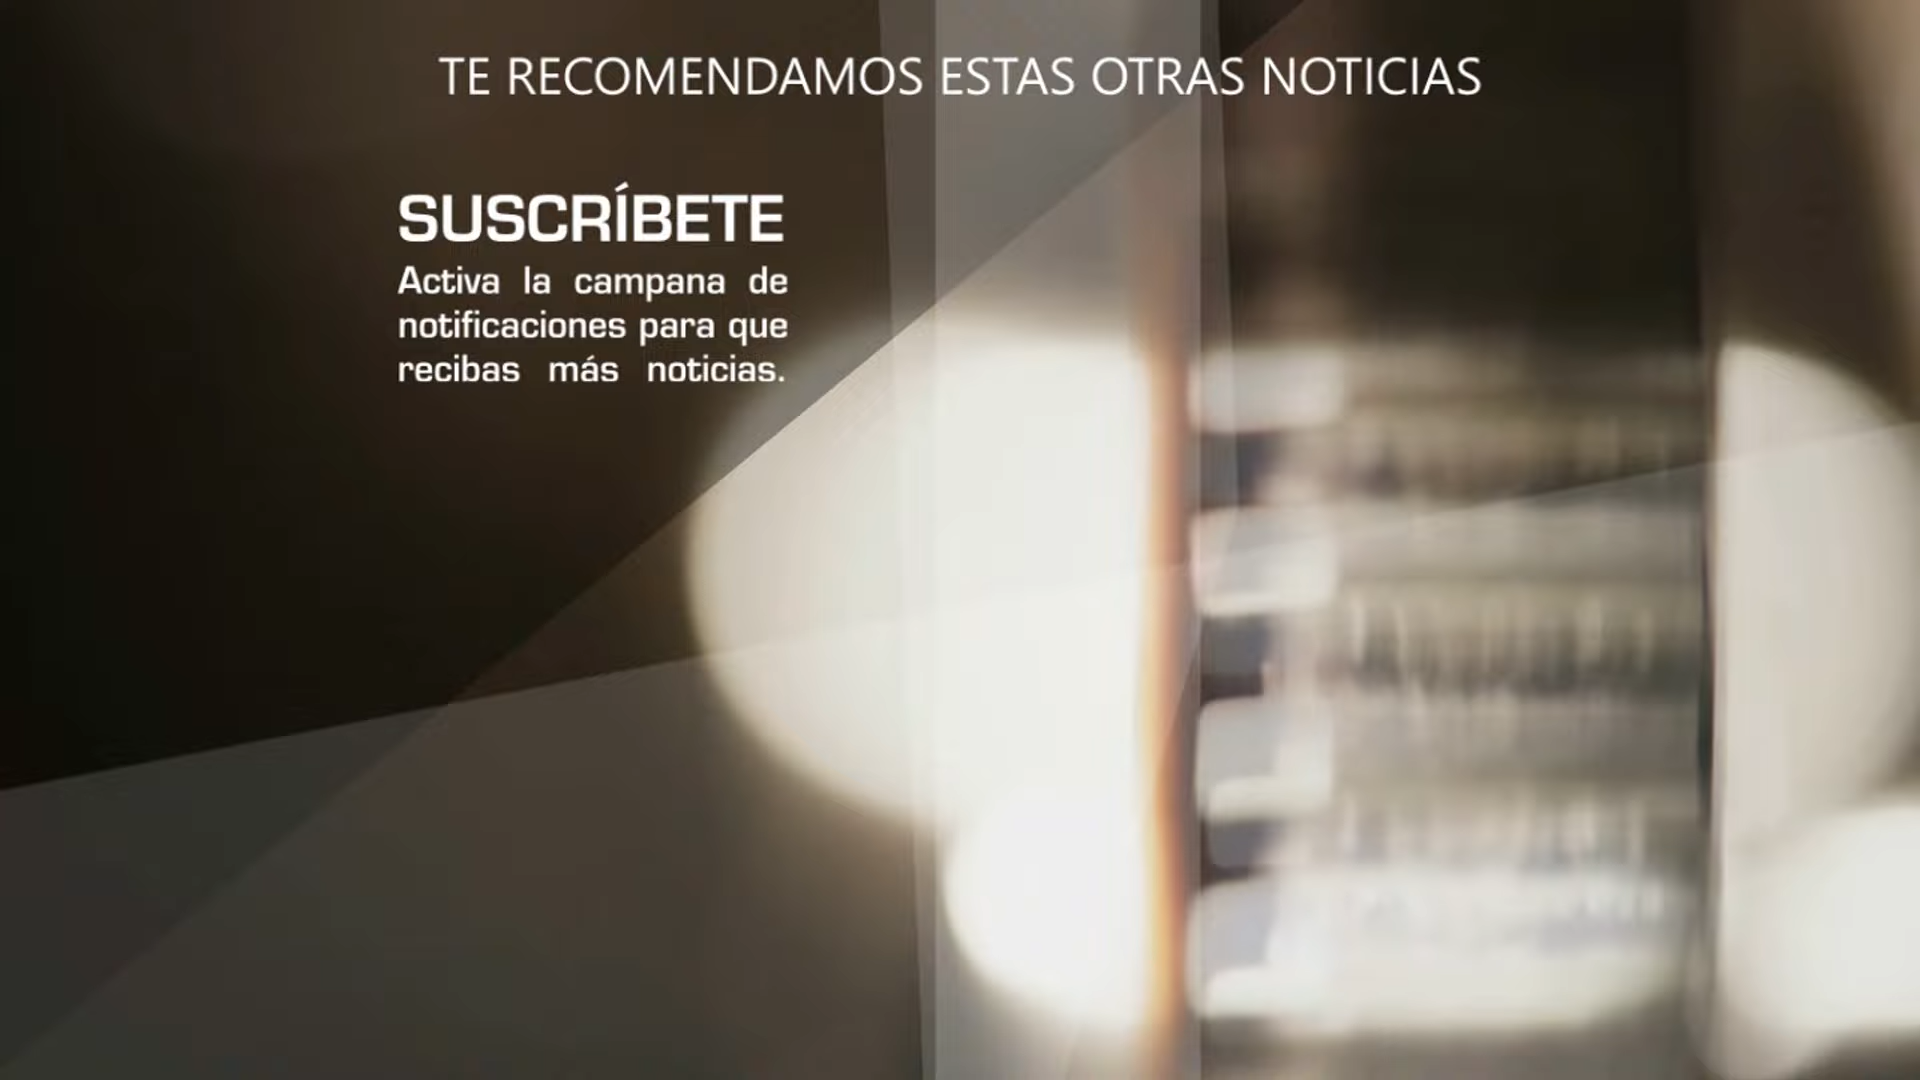 TE RECOMENDAMOS ESTAS OTRAS NOTICIAS
SUSCRÍBETE
Activa la campana de
notificaciones para que
recibas más noticias.